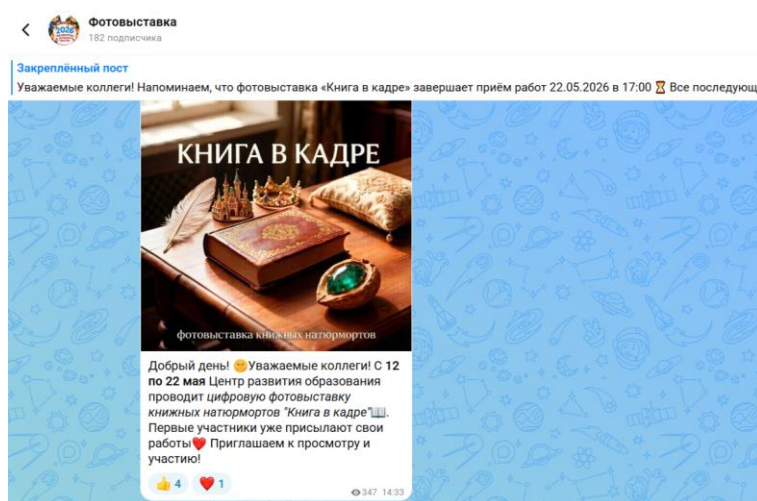 Фотовыставка
182 подписчика
Закреплённый пост
Уважаемые коллеги! Напоминаем, что фотовыставка «Книга в кадре» завершает приём работ 22.05.2026 в 17:00 ⏳ Все последующ
КНИГА В КАДРЕ
фотовыставка книжных натюрмортов
Добрый день! 🌝Уважаемые коллеги! С 12
по 22 мая Центр развития образования
проводит цифровую фотовыставку
книжных натюрмортов "Книга в кадре"📖.
Первые участники уже присылают свои
работы❤️ Приглашаем к просмотру и
участию!
👍 4 ❤️ 1
347 14:33